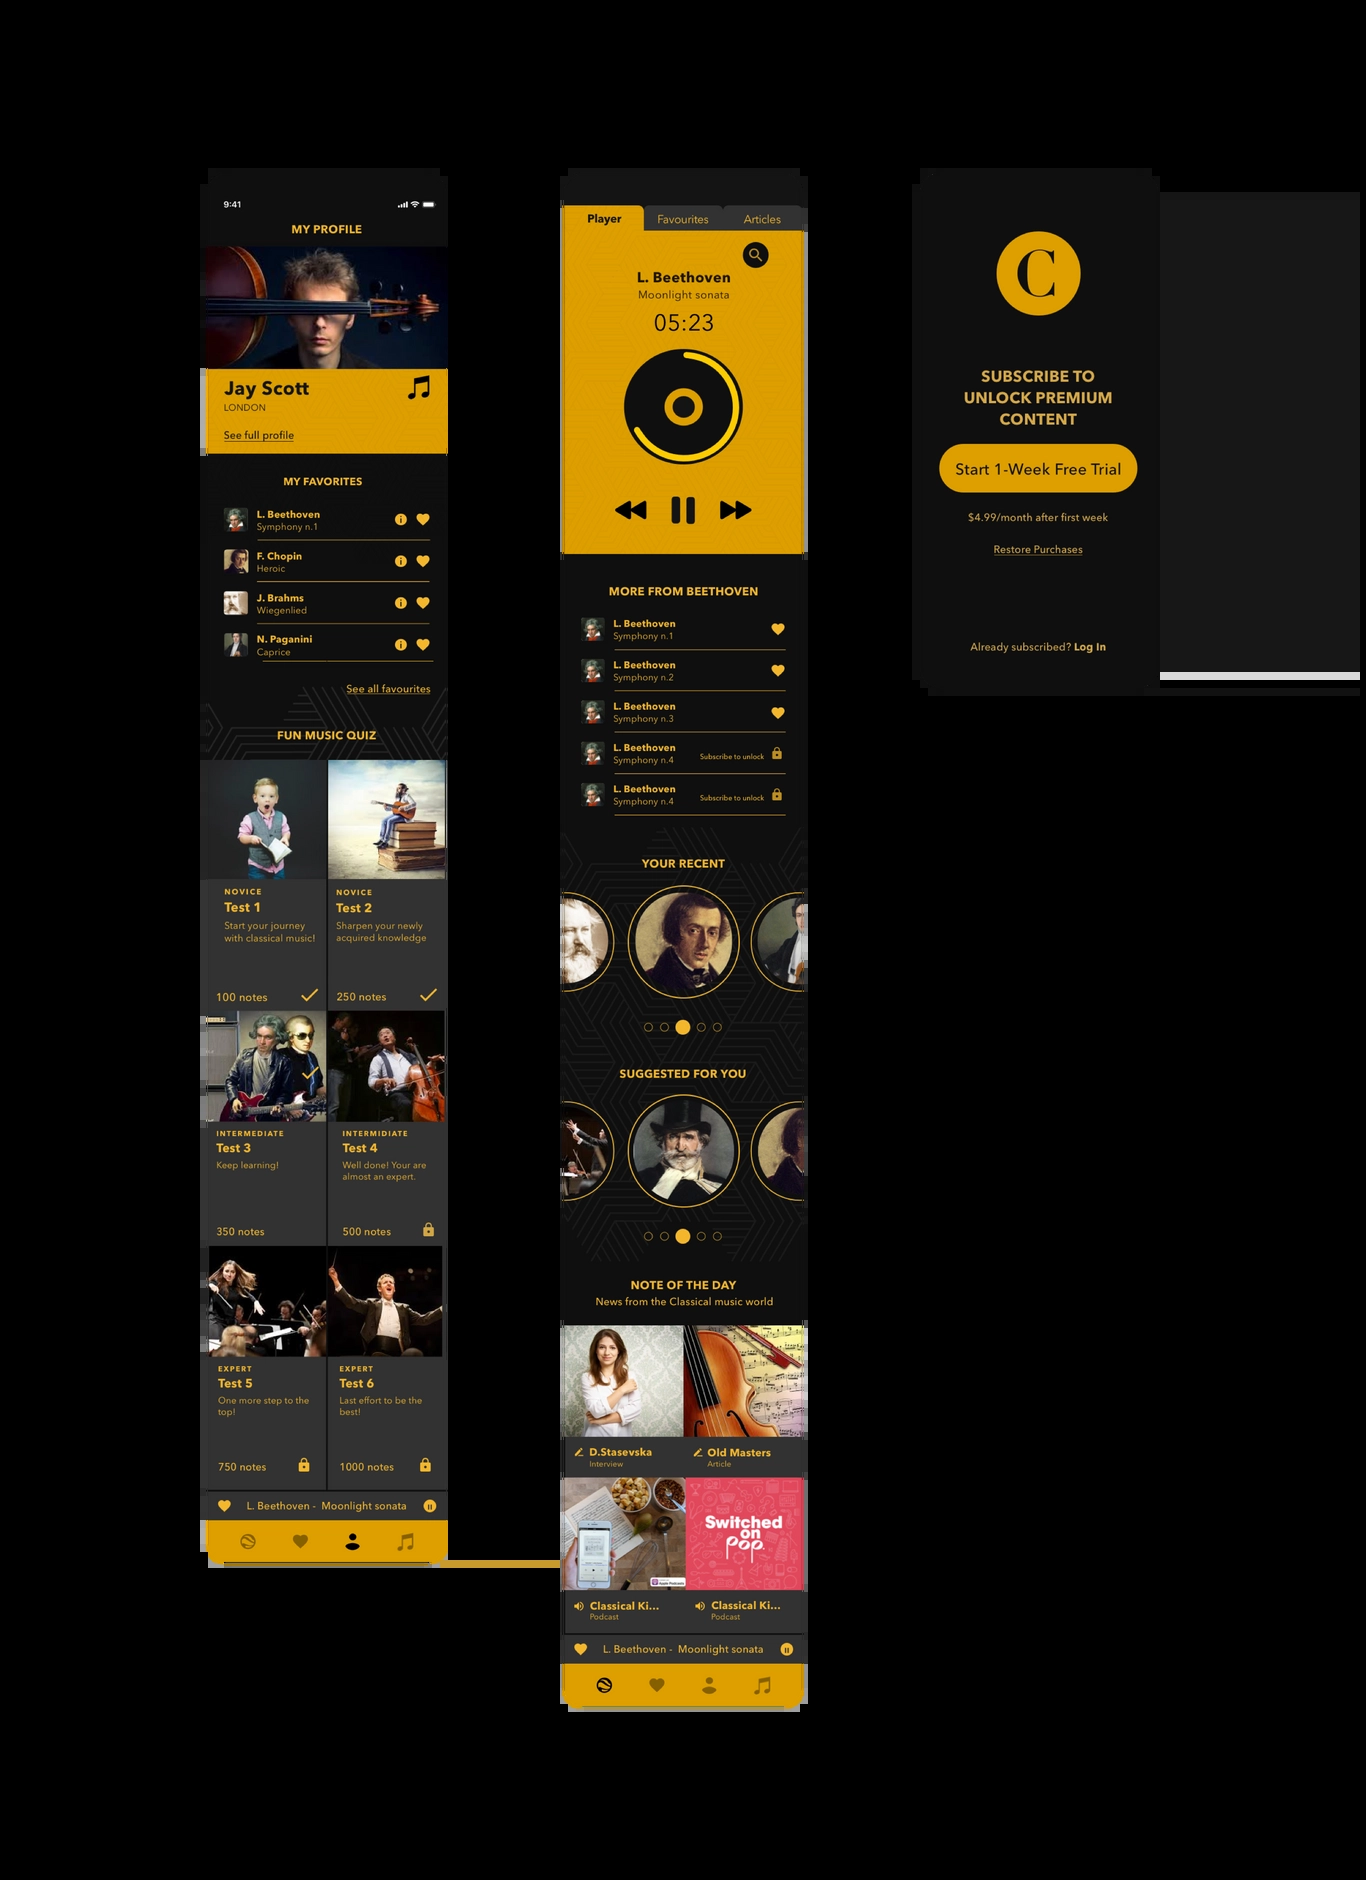 9:41
MY PROFILE
Jay Scott
LONDON
See full profile
MY FAVORITES
L. Beethoven
Symphony n.1
F. Chopin
Heroic
J. Brahms
Wiegenlied
N. Paganini
Caprice
See all favourites
FUN MUSIC QUIZ
NOVICE
Test 1
Start your journey
with classical music!
100 notes
NOVICE
Test 2
Sharpen your newly
acquired knowledge
250 notes
INTERMEDIATE
Test 3
Keep learning!
350 notes
INTERMIDIATE
Test 4
Well done! Your are
almost an expert.
500 notes
EXPERT
Test 5
One more step to the
top!
750 notes
EXPERT
Test 6
Last effort to be the
best!
1000 notes
L. Beethoven - Moonlight sonata
Player
Favourites
Articles
L. Beethoven
Moonlight sonata
05:23
MORE FROM BEETHOVEN
L. Beethoven
Symphony n.1
L. Beethoven
Symphony n.2
L. Beethoven
Symphony n.3
L. Beethoven
Symphony n.4
Subscribe to unlock
L. Beethoven
Symphony n.4
Subscribe to unlock
YOUR RECENT
SUGGESTED FOR YOU
NOTE OF THE DAY
News from the Classical music world
D.Stasevska
Interview
Old Masters
Article
Apple Podcasts
Switched
on
pop
Classical Ki...
Podcast
Classical Ki...
Podcast
L. Beethoven - Moonlight sonata
C
SUBSCRIBE TO
UNLOCK PREMIUM
CONTENT
Start 1-Week Free Trial
$4.99/month after first week
Restore Purchases
Already subscribed? Log In